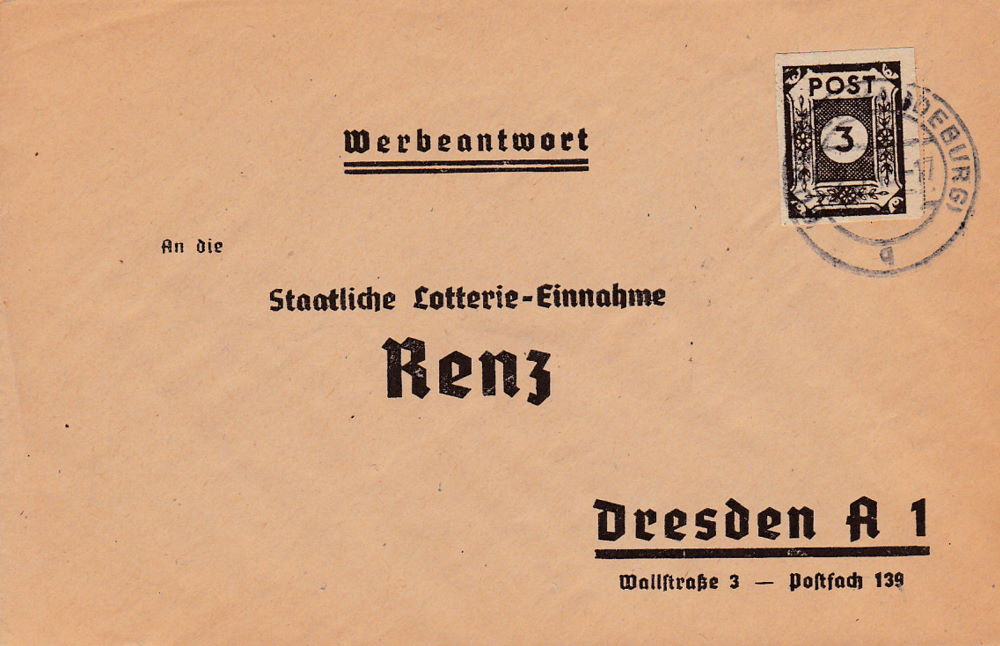 POST
3
Werbeantwort
An die
Staatliche Lotterie-Einnahme
Renz
Dresden A 1
Wallstraße 3 — Postfach 139